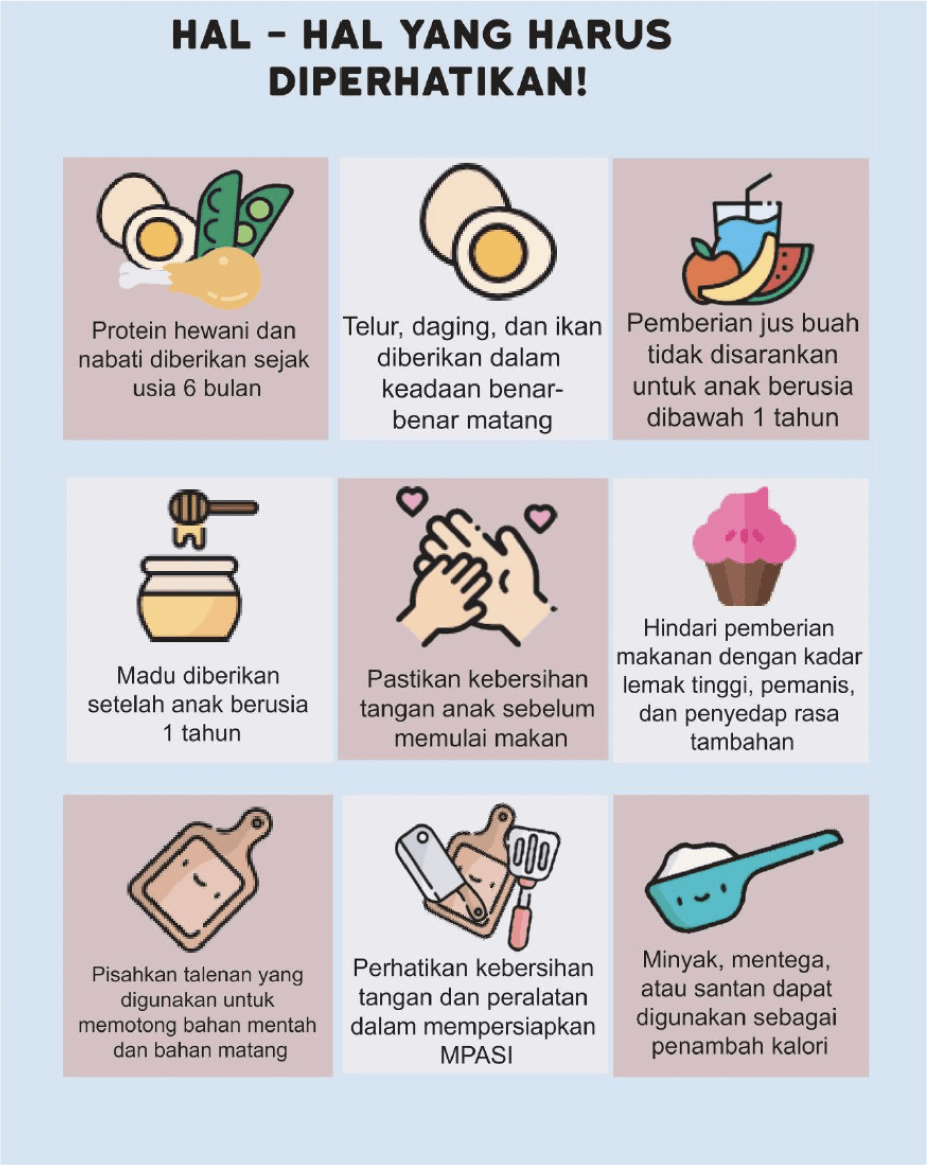 HAL - HAL YANG HARUS
DIPERHATIKAN!
Protein hewani dan
nabati diberikan sejak
usia 6 bulan
Telur, daging, dan ikan
diberikan dalam
keadaan benar-
benar matang
Pemberian jus buah
tidak disarankan
untuk anak berusia
dibawah 1 tahun
Madu diberikan
setelah anak berusia
1 tahun
Pastikan kebersihan
tangan anak sebelum
memulai makan
Hindari pemberian
makanan dengan kadar
lemak tinggi, pemanis,
dan penyedap rasa
tambahan
Pisahkan talenan yang
digunakan untuk
memotong bahan mentah
dan bahan matang
Perhatikan kebersihan
tangan dan peralatan
dalam mempersiapkan
MPASI
Minyak, mentega,
atau santan dapat
digunakan sebagai
penambah kalori